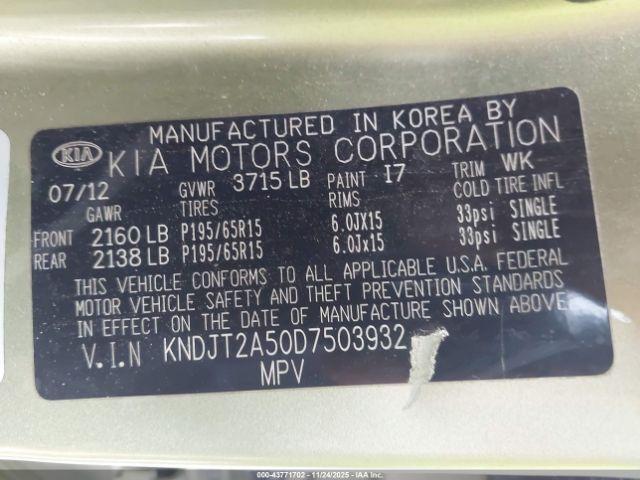 MANUFACTURED IN KOREA BY
KIA KIA MOTORS CORPORATION
07/12 GVWR 3715 LB PAINT I7 TRIM WK
GAWR TIRES RIMS COLD TIRE INFL
FRONT 2160 LB P195/65R15 6.0JX15 33psi SINGLE
REAR 2138 LB P195/65R15 6.0Jx15 33psi SINGLE
THIS VEHICLE CONFORMS TO ALL APPLICABLE U.S.A. FEDERAL
MOTOR VEHICLE SAFETY AND THEFT PREVENTION STANDARDS
IN EFFECT ON THE DATE OF MANUFACTURE SHOWN ABOVE.
V.I.N KNDJT2A50D7503932
MPV
000-43771702 - 11/24/2025 - IAAI.COM